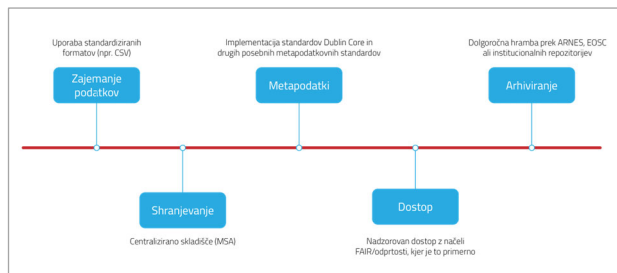 Uporaba standardiziranih
formatov (npr. CSV)
Zajemanje
podatkov
Shranjevanje
Centralizirano skladišče (MSA)
Implementacija standardov Dublin Core in
drugih posebnih metapodatkovnih standardov
Metapodatki
Dostop
Nadzorovan dostop z načeli
FAIR/odprtosti, kjer je to primerno
Dolgoročna hramba prek ARNES, EOSC
ali institucionalnih repozitorijev
Arhiviranje